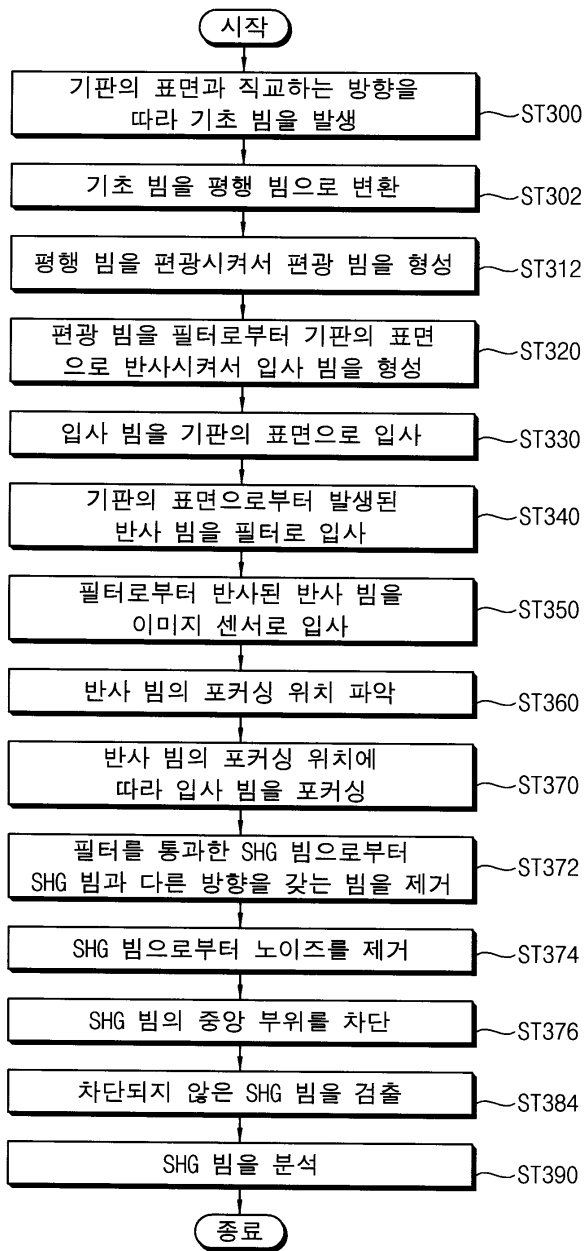 시작
기판의 표면과 직교하는 방향을
따라 기초 빔을 발생
ST300
기초 빔을 평행 빔으로 변환
ST302
평행 빔을 편광시켜서 편광 빔을 형성
ST312
편광 빔을 필터로부터 기판의 표면
으로 반사시켜서 입사 빔을 형성
ST320
입사 빔을 기판의 표면으로 입사
ST330
기판의 표면으로부터 발생된
반사 빔을 필터로 입사
ST340
필터로부터 반사된 반사 빔을
이미지 센서로 입사
ST350
반사 빔의 포커싱 위치 파악
ST360
반사 빔의 포커싱 위치에
따라 입사 빔을 포커싱
ST370
필터를 통과한 SHG 빔으로부터
SHG 빔과 다른 방향을 갖는 빔을 제거
ST372
SHG 빔으로부터 노이즈를 제거
ST374
SHG 빔의 중앙 부위를 차단
ST376
차단되지 않은 SHG 빔을 검출
ST384
SHG 빔을 분석
ST390
종료